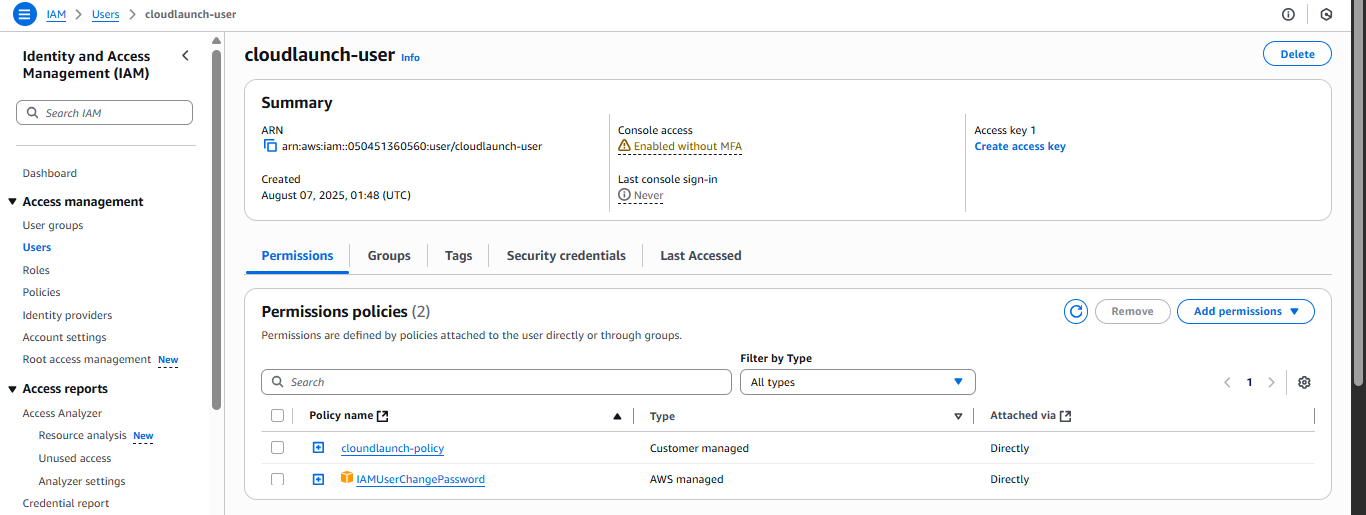 IAM > Users > cloudlaunch-user
Identity and Access
Management (IAM)
Search IAM
Dashboard
Access management
User groups
Users
Roles
Policies
Identity providers
Account settings
Root access management New
Access reports
Access Analyzer
Resource analysis New
Unused access
Analyzer settings
Credential report
cloudlaunch-user Info
Delete
Summary
ARN
arn:aws:iam::050451360560:user/cloudlaunch-user
Created
August 07, 2025, 01:48 (UTC)
Console access
Enabled without MFA
Last console sign-in
Never
Access key 1
Create access key
Permissions Groups Tags Security credentials Last Accessed
Permissions policies (2)
Remove Add permissions
Permissions are defined by policies attached to the user directly or through groups.
Filter by Type
Search All types 1
Policy name Type Attached via
cloundlaunch-policy Customer managed Directly
IAMUserChangePassword AWS managed Directly